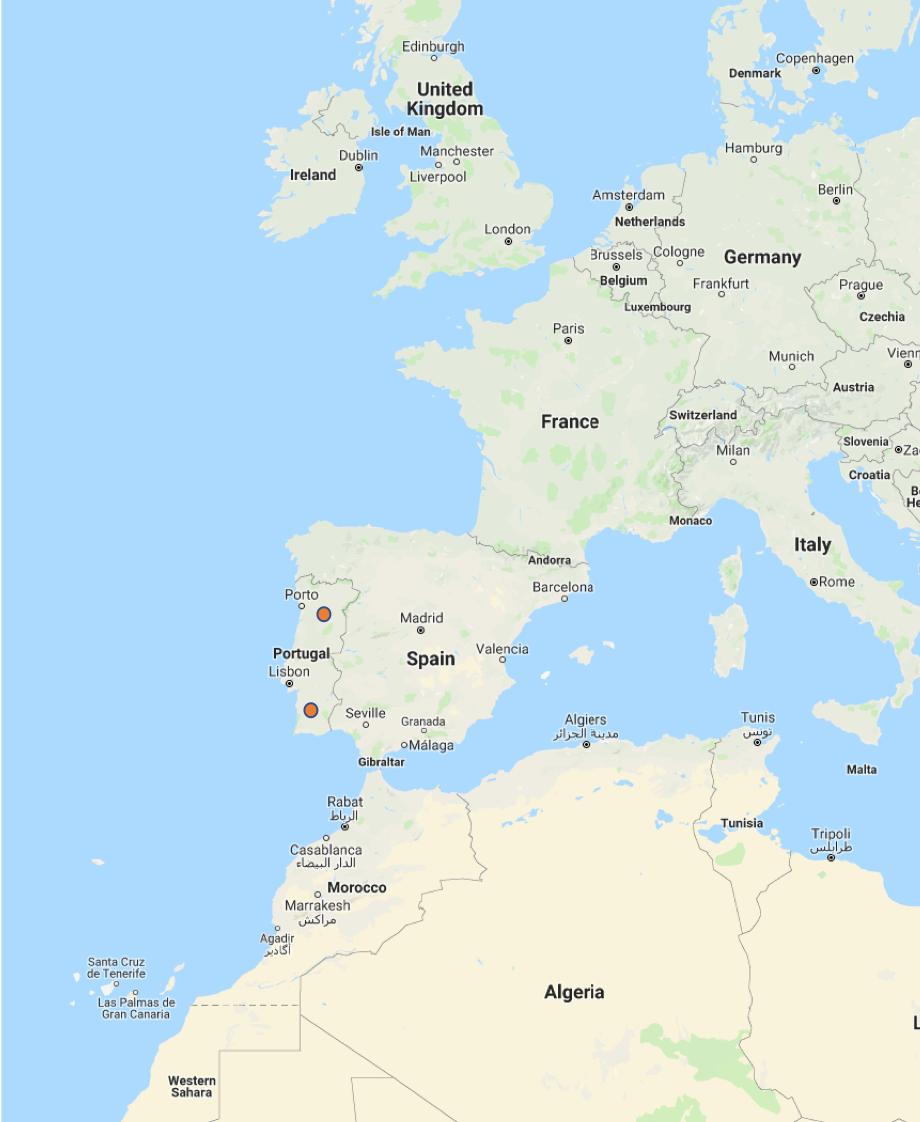 Edinburgh
Copenhagen
Denmark
United
Kingdom
Isle of Man
Hamburg
Manchester
Dublin
Ireland
Liverpool
Berlin
Amsterdam
Netherlands
London
Brussels
Cologne
Germany
Belgium
Frankfurt
Prague
Luxembourg
Czechia
Paris
Munich
Vienn
Austria
Switzerland
France
Slovenia
Milan
Za
Croatia
B
He
Monaco
Italy
Andorra
Rome
Barcelona
Porto
Madrid
Portugal
Spain
Valencia
Lisbon
Seville
Granada
Málaga
Algiers
مدينة الجزائر
Tunis
تونس
Gibraltar
Malta
Rabat
الرباط
Tunisia
Tripoli
طرابلس
Casablanca
الدار البيضاء
Morocco
Marrakesh
مراكش
Agadir
أكادير
Santa Cruz
de Tenerife
Las Palmas de
Gran Canaria
Algeria
L
Western
Sahara